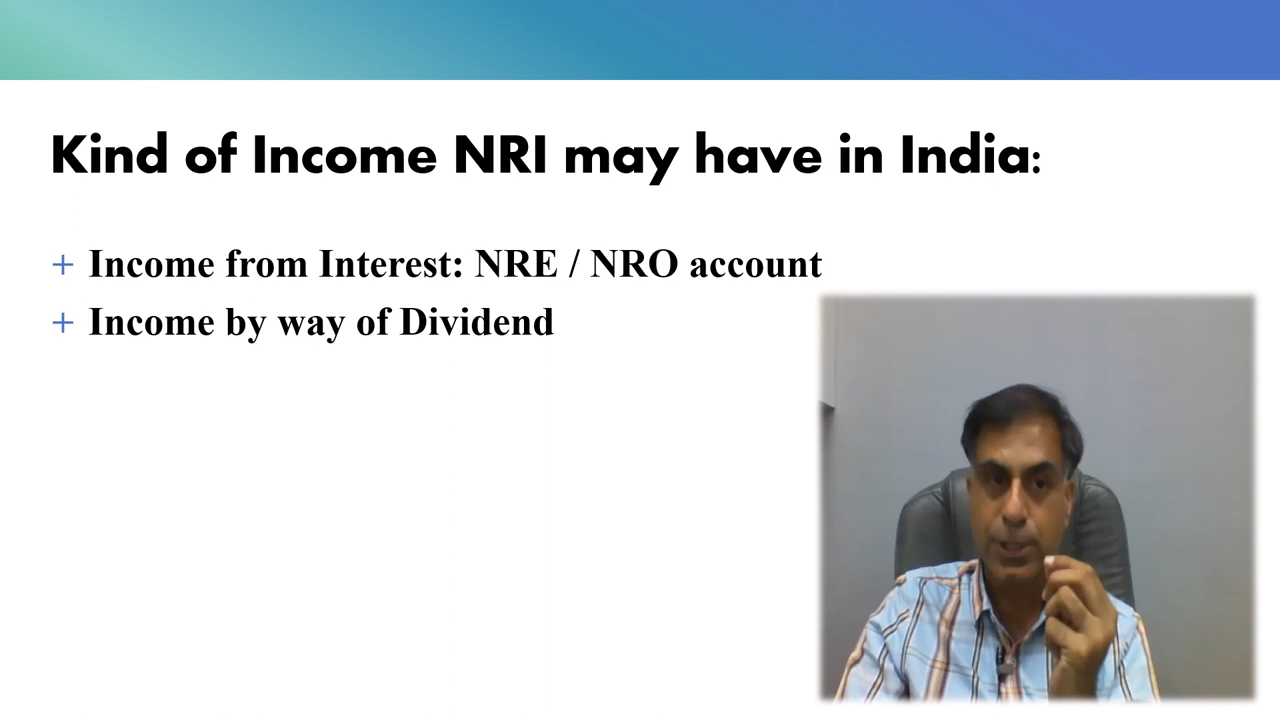 Kind of Income NRI may have in India:
+ Income from Interest: NRE / NRO account
+ Income by way of Dividend